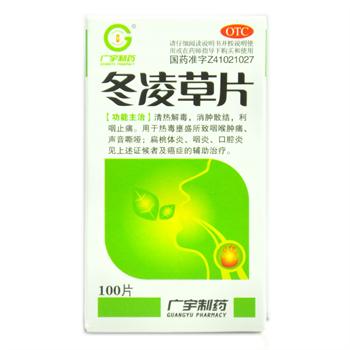 广宇制药
GUANGYU PHARMACY
OTC
请仔细阅读说明书并按说明使
用或在药师指导下购买和使用
国药准字Z41021027
冬凌草片
【功能主治】清热解毒,消肿散结,利
咽止痛。用于热毒壅盛所致咽喉肿痛、
声音嘶哑;扁桃体炎、咽炎、口腔炎
见上述证候者及癌症的辅助治疗。
100片
广宇制药
GUANGYU PHARMACY